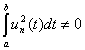 ∫_a^b u_n^2(t)dt ≠ 0